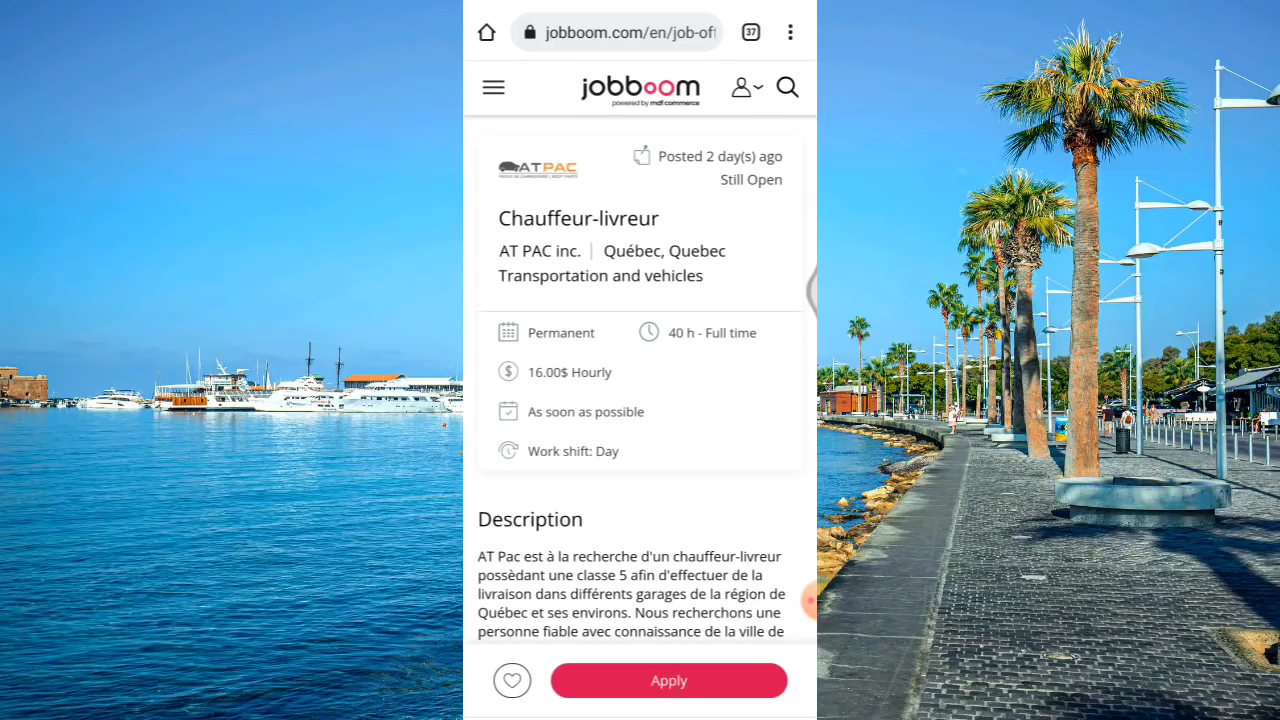 jobboom.com/en/job-of
37
jobboom
powered by mdf commerce
ATPAC
Posted 2 day(s) ago
Still Open
Chauffeur-livreur
AT PAC inc. | Québec, Quebec
Transportation and vehicles
Permanent
40 h - Full time
16.00$ Hourly
As soon as possible
Work shift: Day
Description
AT Pac est à la recherche d'un chauffeur-livreur
possèdant une classe 5 afin d'effectuer de la
livraison dans différents garages de la région de
Québec et ses environs. Nous recherchons une
personne fiable avec connaissance de la ville de
Apply